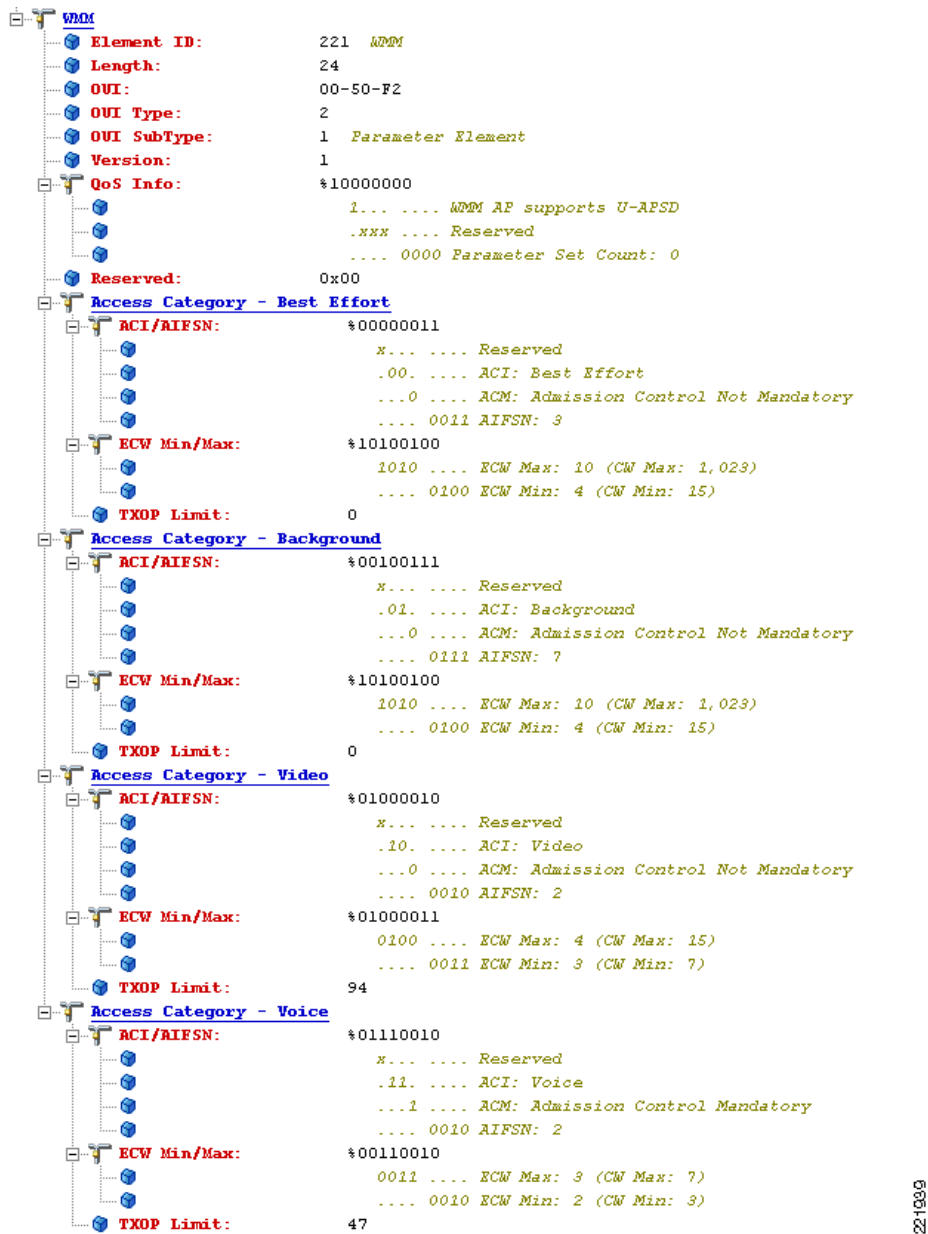 WMM
Element ID: 221 WMM
Length: 24
OUI: 00-50-F2
OUI Type: 2
OUI SubType: 1 Parameter Element
Version: 1
QoS Info: %10000000
1... .... WMM AP supports U-APSD
.xxx .... Reserved
.... 0000 Parameter Set Count: 0
Reserved: 0x00
Access Category - Best Effort
ACI/AIFSN: %00000011
x... .... Reserved
.00. .... ACI: Best Effort
...0 .... ACM: Admission Control Not Mandatory
.... 0011 AIFSN: 3
ECW Min/Max: %10100100
1010 .... ECW Max: 10 (CW Max: 1,023)
.... 0100 ECW Min: 4 (CW Min: 15)
TXOP Limit: 0
Access Category - Background
ACI/AIFSN: %00100111
x... .... Reserved
.01. .... ACI: Background
...0 .... ACM: Admission Control Not Mandatory
.... 0111 AIFSN: 7
ECW Min/Max: %10100100
1010 .... ECW Max: 10 (CW Max: 1,023)
.... 0100 ECW Min: 4 (CW Min: 15)
TXOP Limit: 0
Access Category - Video
ACI/AIFSN: %01000010
x... .... Reserved
.10. .... ACI: Video
...0 .... ACM: Admission Control Not Mandatory
.... 0010 AIFSN: 2
ECW Min/Max: %01000011
0100 .... ECW Max: 4 (CW Max: 15)
.... 0011 ECW Min: 3 (CW Min: 7)
TXOP Limit: 94
Access Category - Voice
ACI/AIFSN: %01110010
x... .... Reserved
.11. .... ACI: Voice
...1 .... ACM: Admission Control Mandatory
.... 0010 AIFSN: 2
ECW Min/Max: %00110010
0011 .... ECW Max: 3 (CW Max: 7)
.... 0010 ECW Min: 2 (CW Min: 3)
TXOP Limit: 47
221939